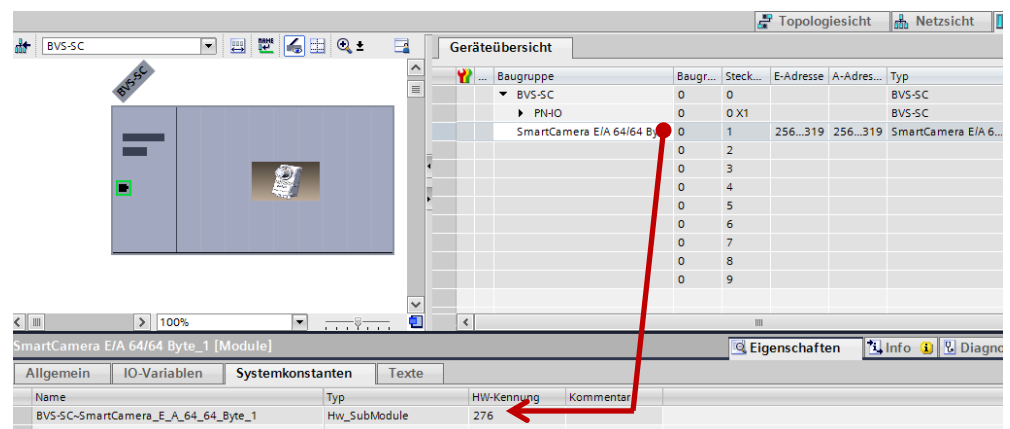 Topologiesicht Netzsicht
BVS-SC
Geräteübersicht
... Baugruppe Baugr... Steck... E-Adresse A-Adres... Typ
BVS-SC 0 0 BVS-SC
PN-IO 0 0 X1 BVS-SC
SmartCamera E/A 64/64 By 0 1 256...319 256...319 SmartCamera E/A 6...
0 2
0 3
0 4
0 5
0 6
0 7
0 8
0 9
BVS-SC
100%
SmartCamera E/A 64/64 Byte_1 [Module]
Eigenschaften Info Diagno
Allgemein IO-Variablen Systemkonstanten Texte
Name Typ HW-Kennung Kommentar
BVS-SC~SmartCamera_E_A_64_64_Byte_1 Hw_SubModule 276